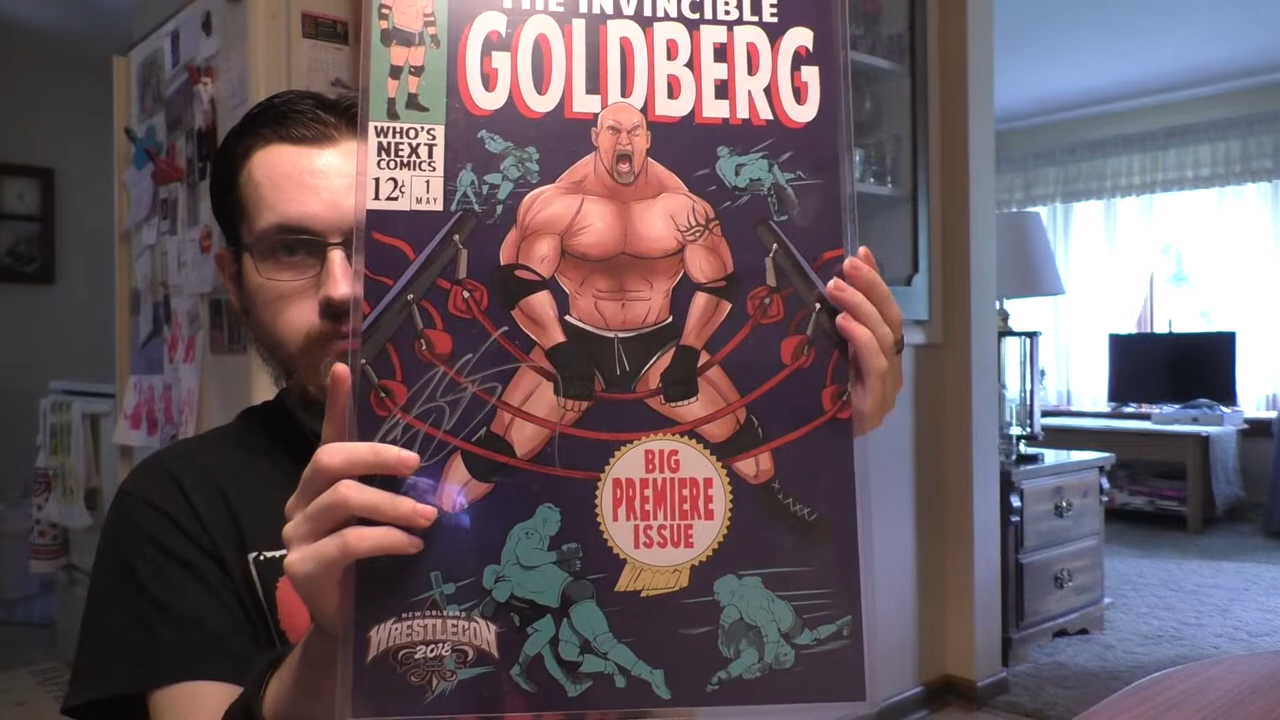 THE INVINCIBLE
GOLDBERG
WHO'S
NEXT
COMICS
12¢
1
MAY
BIG
PREMIERE
ISSUE
NEW ORLEANS
WRESTLECON
2018